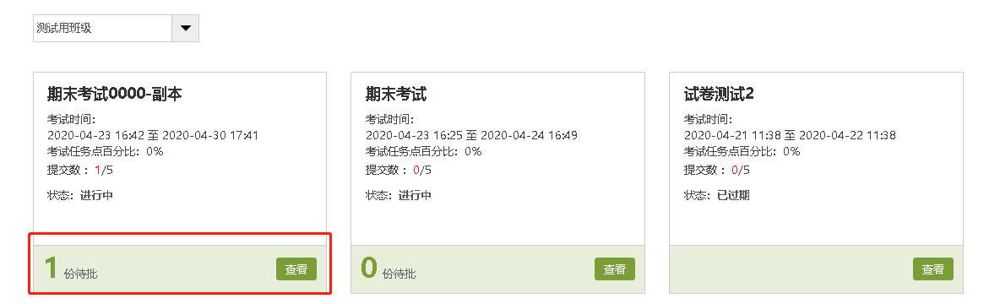 测试用班级
期末考试0000-副本
考试时间：
2020-04-23 16:42 至 2020-04-30 17:41
考试任务点百分比：0%
提交数 ：1/5
状态：进行中
1 份待批
查看
期末考试
考试时间：
2020-04-23 16:25 至 2020-04-24 16:49
考试任务点百分比：0%
提交数 ：0/5
状态：进行中
0 份待批
查看
试卷测试2
考试时间：
2020-04-21 11:38 至 2020-04-22 11:38
考试任务点百分比：0%
提交数 ：0/5
状态：已过期
查看